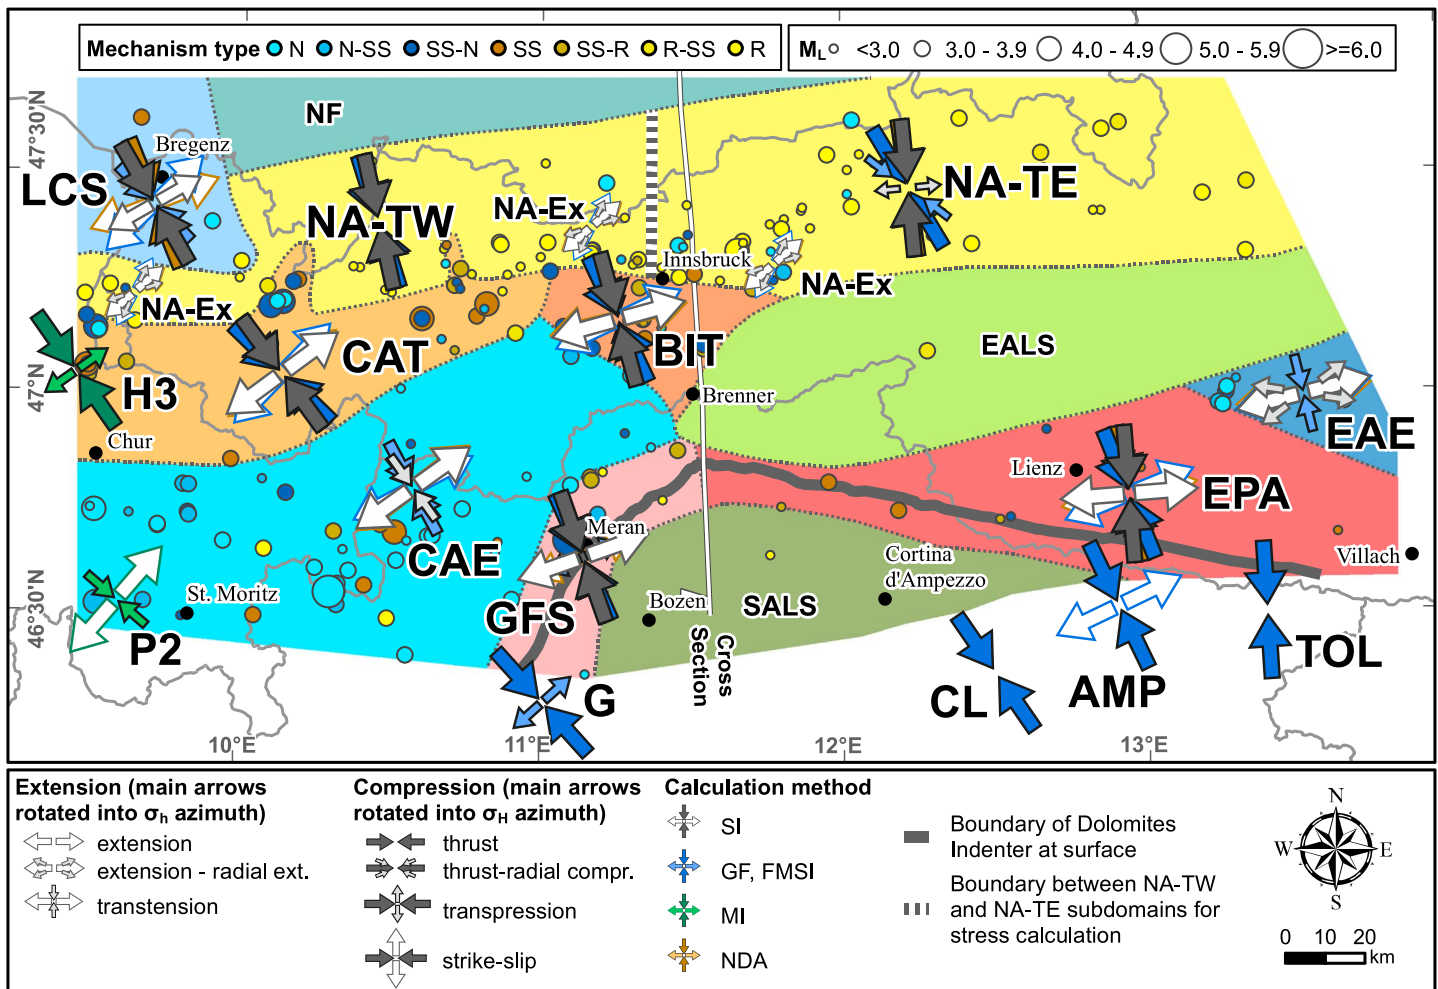 Mechanism type N N-SS SS-N SS SS-R R-SS R
M_L <3.0 3.0 - 3.9 4.0 - 4.9 5.0 - 5.9 >=6.0
47°30'N
47°N
46°30'N
NF
Bregenz
LCS
NA-TW
NA-Ex
NA-TE
Innsbruck
NA-Ex
NA-Ex
CAT
BIT
EALS
H3
Brenner
EAE
Chur
Lienz
EPA
CAE
Meran
Cortina
d'Ampezzo
Villach
St. Moritz
GFS
Bozen
SALS
P2
Cross
Section
G
CL
AMP
TOL
10°E
11°E
12°E
13°E
Extension (main arrows
rotated into σh azimuth)
extension
extension - radial ext.
transtension
Compression (main arrows
rotated into σH azimuth)
thrust
thrust-radial compr.
transpression
strike-slip
Calculation method
SI
GF, FMSI
MI
NDA
Boundary of Dolomites
Indenter at surface
Boundary between NA-TW
and NA-TE subdomains for
stress calculation
N
W E
S
0 10 20
km